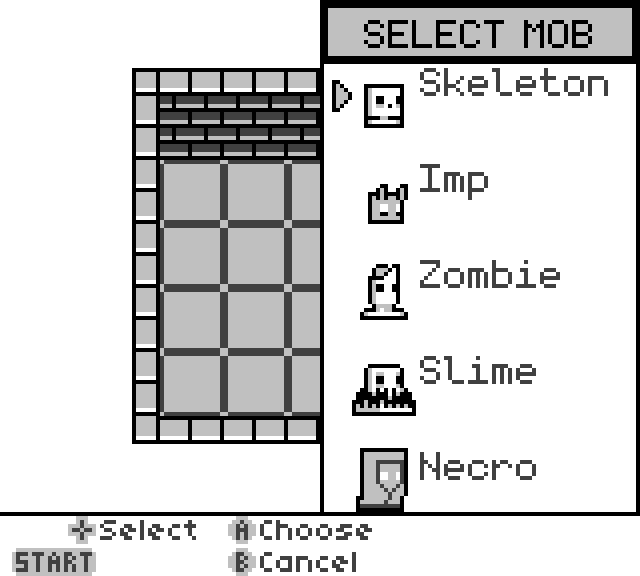 SELECT MOB
Skeleton
Imp
Zombie
Slime
Necro
Select A Choose
START B Cancel